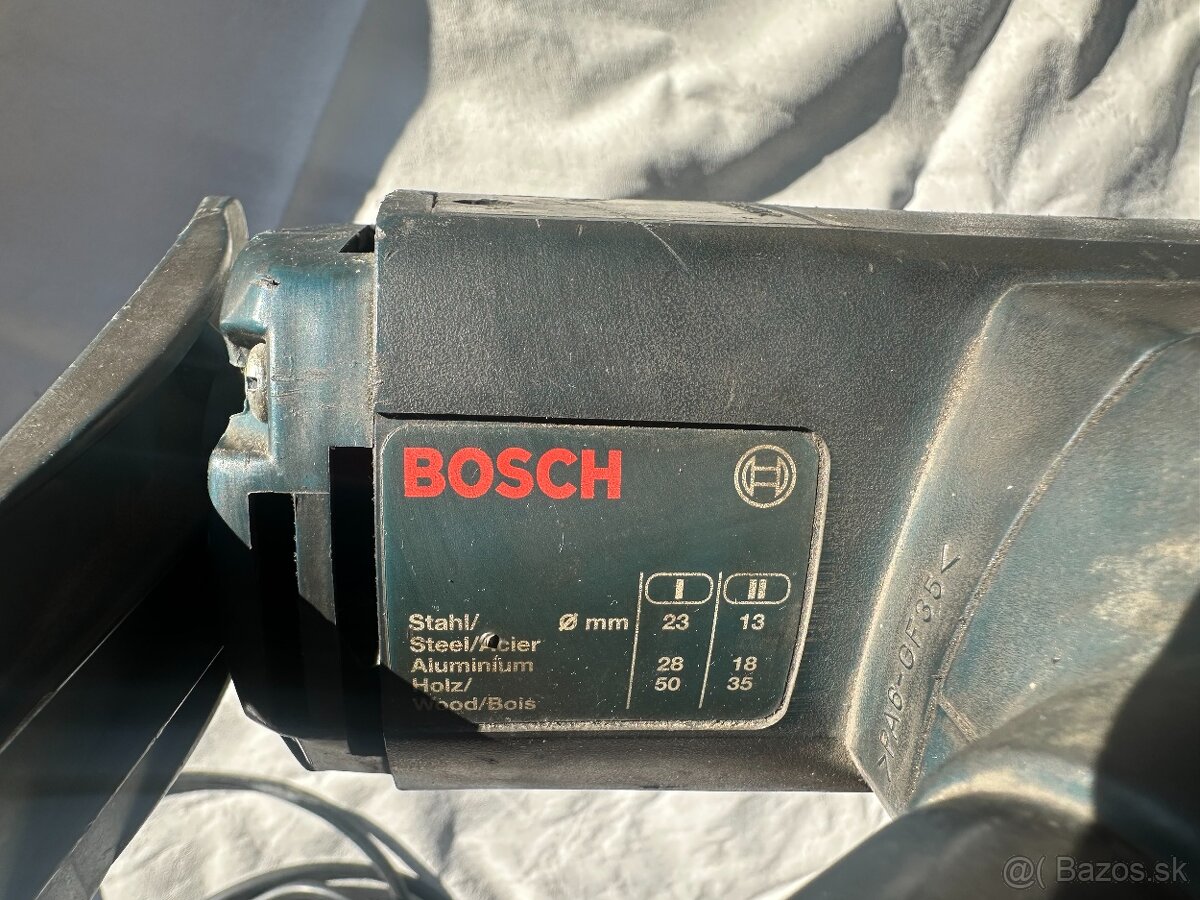 BOSCH
I II
Stahl/ Ø mm 23 13
Steel/Acier
Aluminium 28 18
Holz/ 50 35
Wood/Bois
>PA6-GF35<
@( Bazos.sk